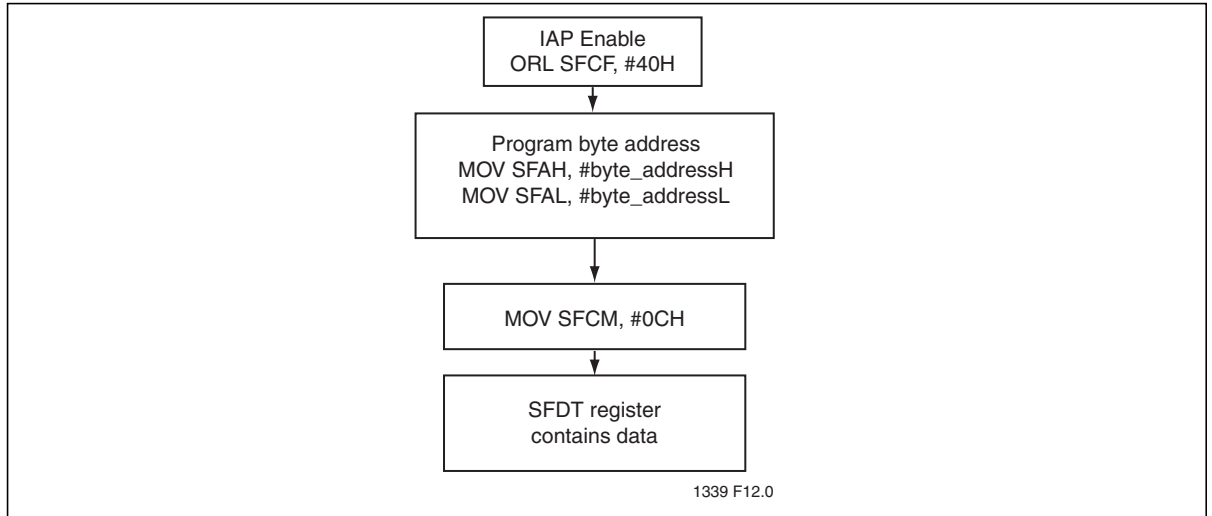 IAP Enable
ORL SFCF, #40H
Program byte address
MOV SFAH, #byte_addressH
MOV SFAL, #byte_addressL
MOV SFCM, #0CH
SFDT register
contains data
1339 F12.0